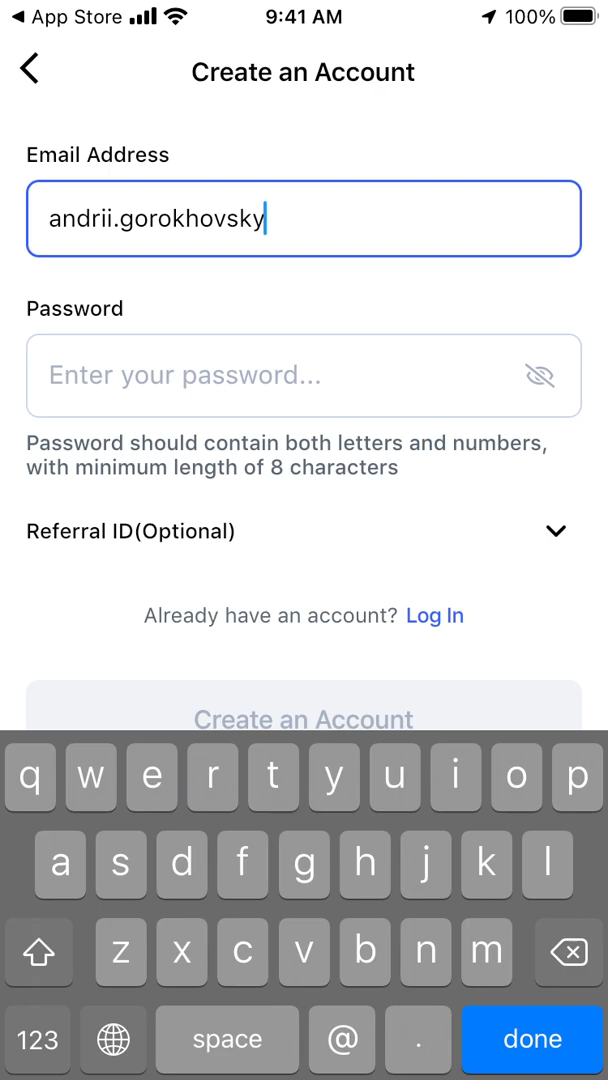 ◀ App Store 9:41 AM 100%
Create an Account
Email Address
andrii.gorokhovsky
Password
Enter your password...
Password should contain both letters and numbers,
with minimum length of 8 characters
Referral ID(Optional)
Already have an account? Log In
Create an Account
q w e r t y u i o p
a s d f g h j k l
z x c v b n m
123 space @ . done